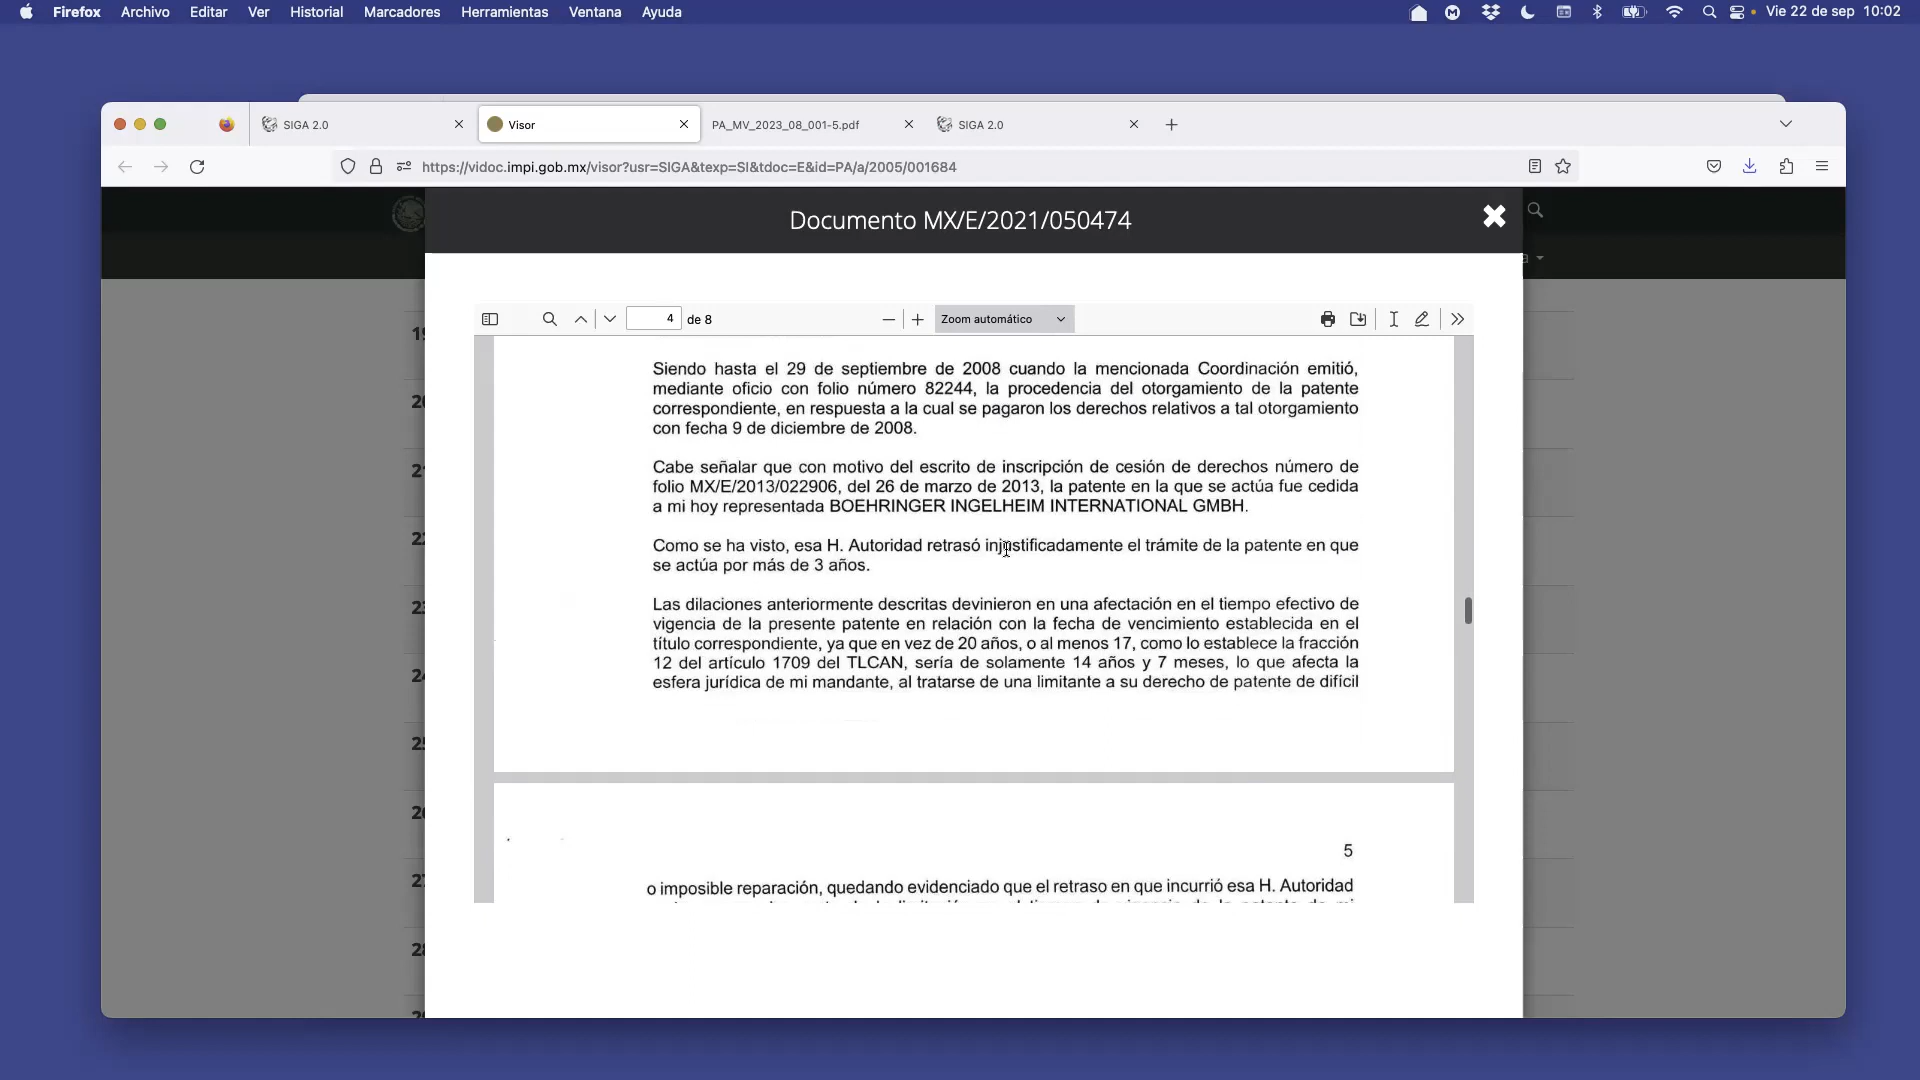 Firefox Archivo Editar Ver Historial Marcadores Herramientas Ventana Ayuda Vie 22 de sep 10:02
SIGA 2.0 Visor PA_MV_2023_08_001-5.pdf SIGA 2.0
https://vidoc.impi.gob.mx/visor?usr=SIGA&texp=SI&tdoc=E&id=PA/a/2005/001684
Documento MX/E/2021/050474
4 de 8 Zoom automático
Siendo hasta el 29 de septiembre de 2008 cuando la mencionada Coordinación emitió,
mediante oficio con folio número 82244, la procedencia del otorgamiento de la patente
correspondiente, en respuesta a la cual se pagaron los derechos relativos a tal otorgamiento
con fecha 9 de diciembre de 2008.
Cabe señalar que con motivo del escrito de inscripción de cesión de derechos número de
folio MX/E/2013/022906, del 26 de marzo de 2013, la patente en la que se actúa fue cedida
a mi hoy representada BOEHRINGER INGELHEIM INTERNATIONAL GMBH.
Como se ha visto, esa H. Autoridad retrasó injustificadamente el trámite de la patente en que
se actúa por más de 3 años.
Las dilaciones anteriormente descritas devinieron en una afectación en el tiempo efectivo de
vigencia de la presente patente en relación con la fecha de vencimiento establecida en el
título correspondiente, ya que en vez de 20 años, o al menos 17, como lo establece la fracción
12 del artículo 1709 del TLCAN, sería de solamente 14 años y 7 meses, lo que afecta la
esfera jurídica de mi mandante, al tratarse de una limitante a su derecho de patente de difícil
5
o imposible reparación, quedando evidenciado que el retraso en que incurrió esa H. Autoridad
20
22
24
26
28